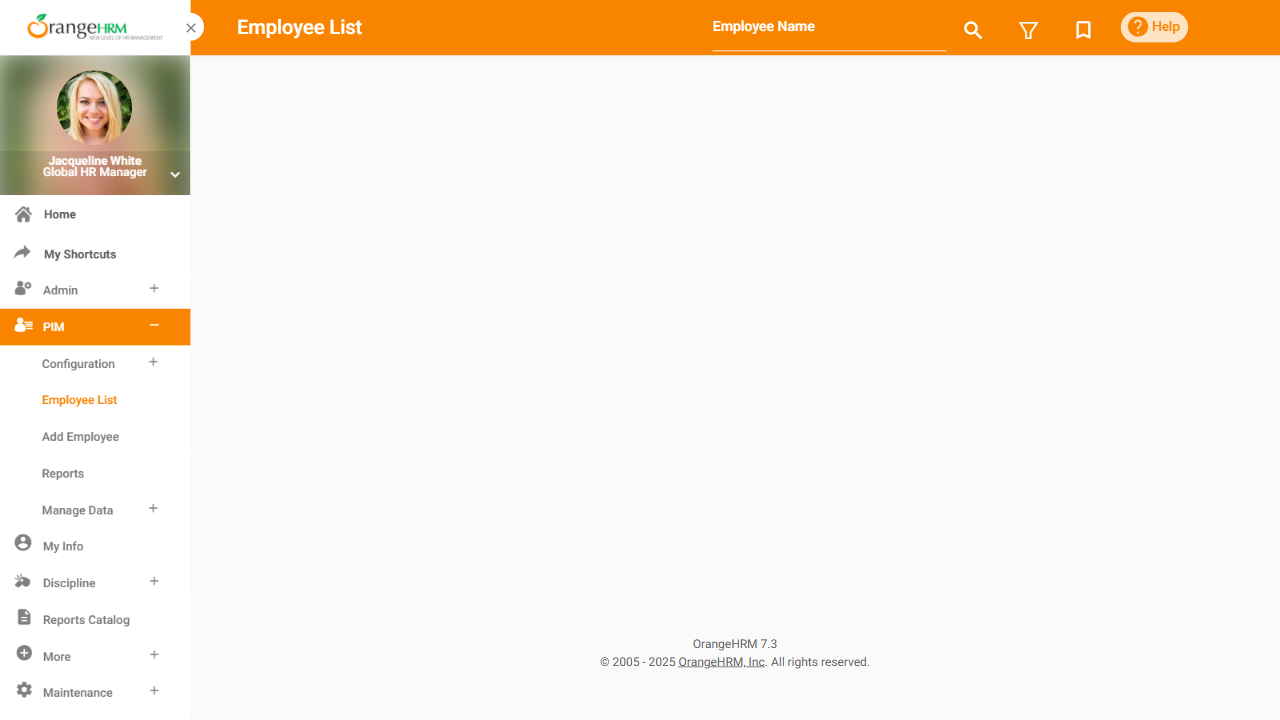 OrangeHRM
NEW LEVEL OF HR MANAGEMENT
Employee List
Employee Name
Help
Jacqueline White
Global HR Manager
Home
My Shortcuts
Admin
PIM
Configuration
Employee List
Add Employee
Reports
Manage Data
My Info
Discipline
Reports Catalog
More
Maintenance
OrangeHRM 7.3
© 2005 - 2025 OrangeHRM, Inc. All rights reserved.